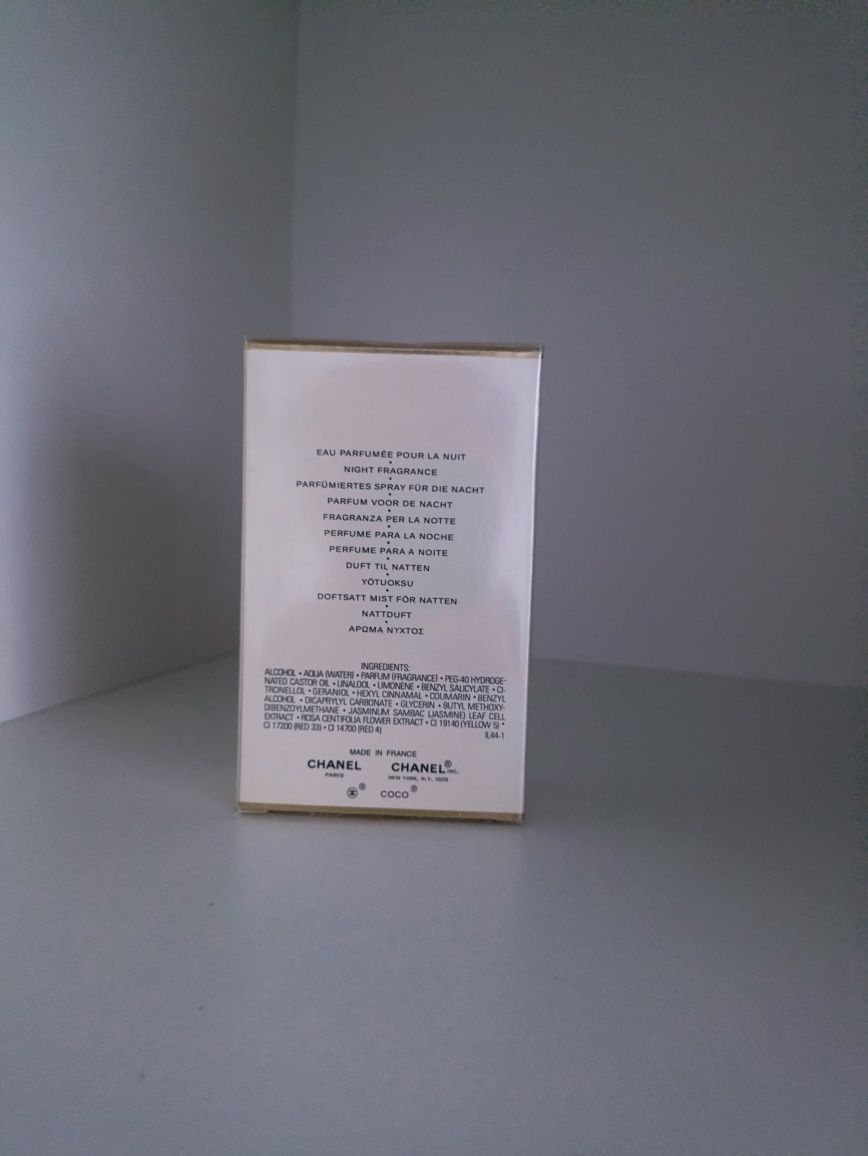 EAU PARFUMÉE POUR LA NUIT
•
NIGHT FRAGRANCE
•
PARFÜMIERTES SPRAY FÜR DIE NACHT
•
PARFUM VOOR DE NACHT
•
FRAGRANZA PER LA NOTTE
•
PERFUME PARA LA NOCHE
•
PERFUME PARA A NOITE
•
DUFT TIL NATTEN
•
YÖTUOKSU
•
DOFTSATT MIST FÖR NATTEN
•
NATTDUFT
•
ΑΡΩΜΑ ΝΥΧΤΟΣ
INGREDIENTS:
ALCOHOL • AQUA (WATER) • PARFUM (FRAGRANCE) • PEG-40 HYDROGE-
NATED CASTOR OIL • LINALOOL • LIMONENE • BENZYL SALICYLATE • CI-
TRONELLOL • GERANIOL • HEXYL CINNAMAL • COUMARIN • BENZYL
ALCOHOL • DICAPRYLYL CARBONATE • GLYCERIN • BUTYL METHOXY-
DIBENZOYLMETHANE • JASMINUM SAMBAC (JASMINE) LEAF CELL
EXTRACT • ROSA CENTIFOLIA FLOWER EXTRACT • CI 19140 (YELLOW 5) •
CI 17200 (RED 33) • CI 14700 (RED 4)
IL44-1
MADE IN FRANCE
CHANEL CHANEL® INC.
PARIS NEW YORK, N.Y. 10019
® COCO®